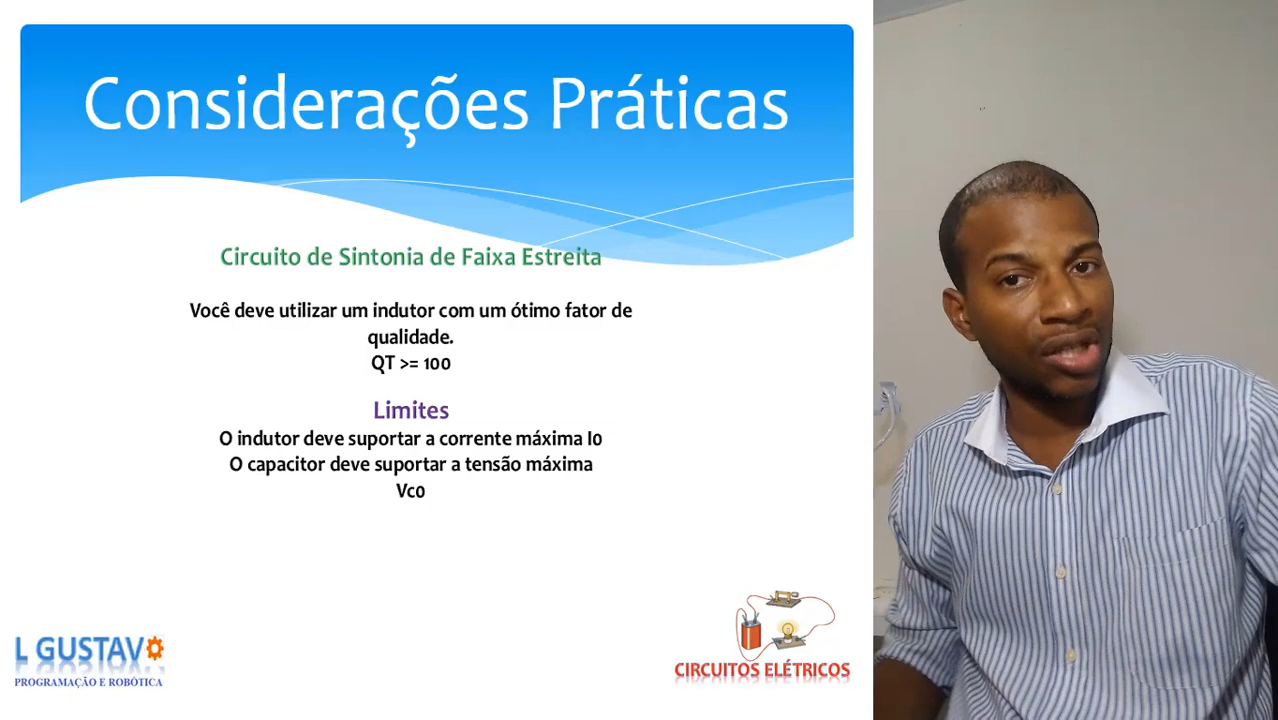 Considerações Práticas
Circuito de Sintonia de Faixa Estreita
Você deve utilizar um indutor com um ótimo fator de
qualidade.
QT >= 100
Limites
O indutor deve suportar a corrente máxima I0
O capacitor deve suportar a tensão máxima
Vc0
L GUSTAVO
PROGRAMAÇÃO E ROBÓTICA
CIRCUITOS ELÉTRICOS